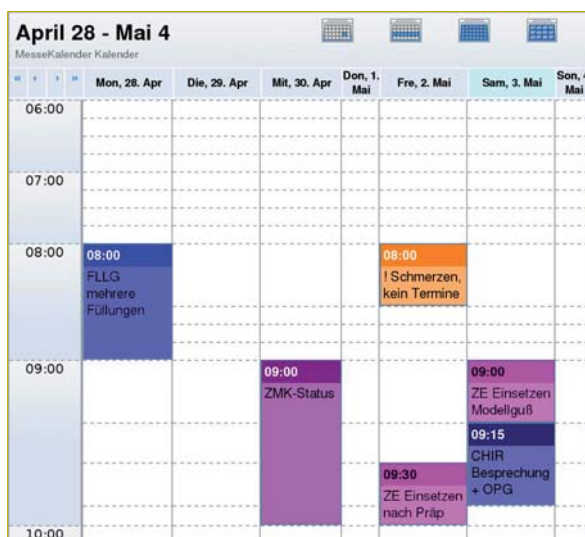 April 28 - Mai 4
MesseKalender Kalender
« ‹ › »
Mon, 28. Apr
Die, 29. Apr
Mit, 30. Apr
Don, 1.
Mai
Fre, 2. Mai
Sam, 3. Mai
Son, 4
Mai
06:00
07:00
08:00
08:00
FLLG
mehrere
Füllungen
08:00
! Schmerzen,
kein Termine
09:00
09:00
ZMK-Status
09:30
ZE Einsetzen
nach Präp
09:00
ZE Einsetzen
Modellguß
09:15
CHIR
Besprechung
+ OPG
10:00